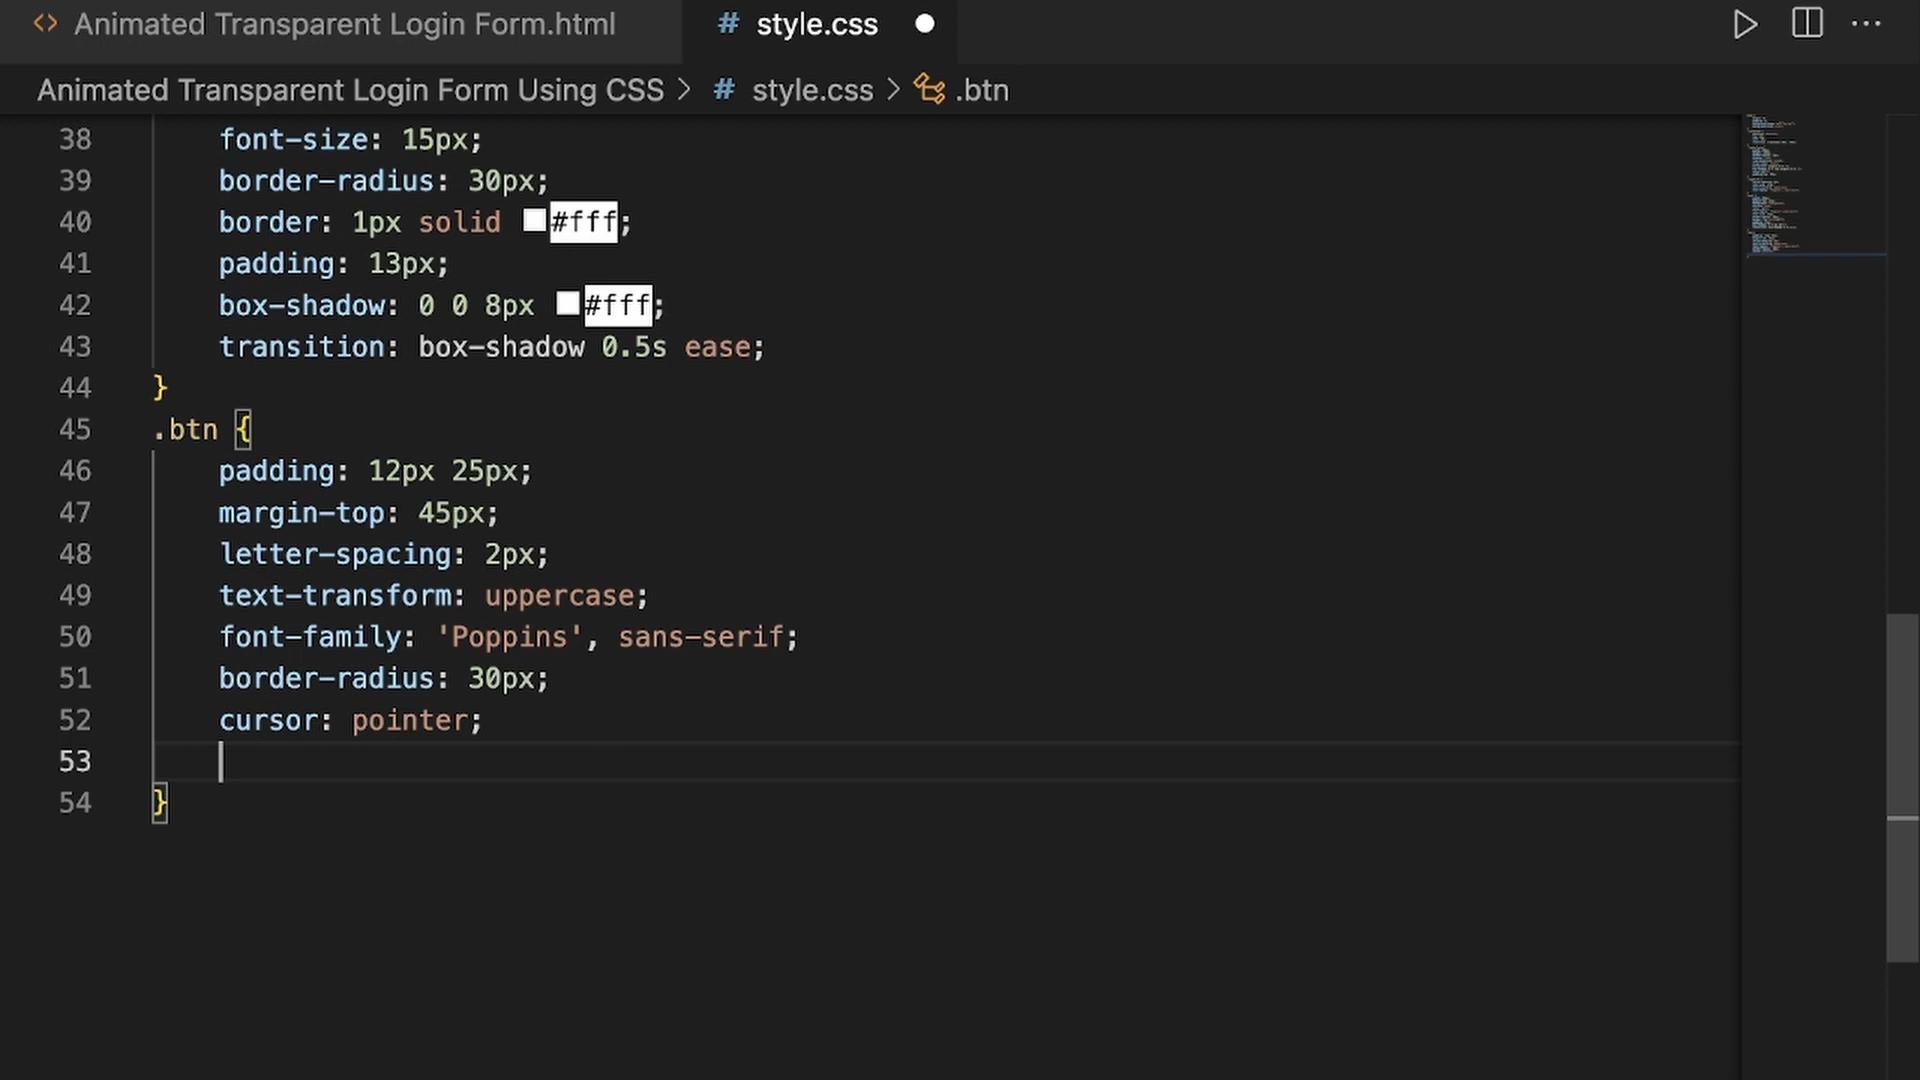 <> Animated Transparent Login Form.html # style.css
Animated Transparent Login Form Using CSS > # style.css > .btn
38 font-size: 15px;
39 border-radius: 30px;
40 border: 1px solid #fff;
41 padding: 13px;
42 box-shadow: 0 0 8px #fff;
43 transition: box-shadow 0.5s ease;
44 }
45 .btn {
46 padding: 12px 25px;
47 margin-top: 45px;
48 letter-spacing: 2px;
49 text-transform: uppercase;
50 font-family: 'Poppins', sans-serif;
51 border-radius: 30px;
52 cursor: pointer;
53
54 }